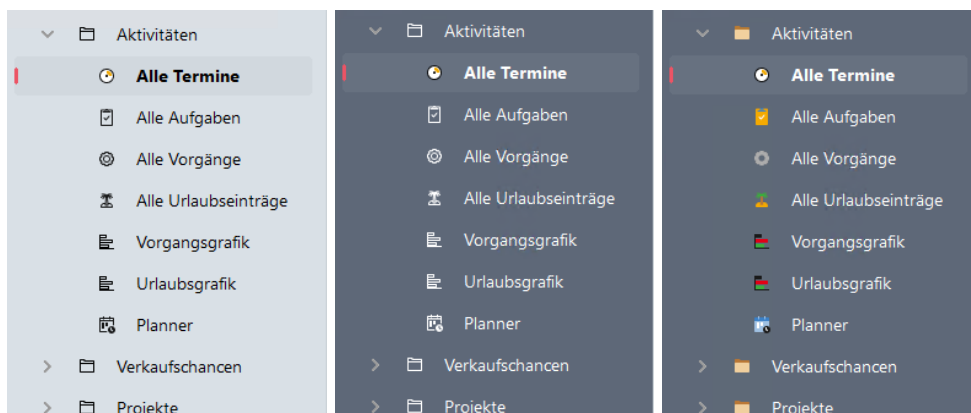 Aktivitäten
Alle Termine
Alle Aufgaben
Alle Vorgänge
Alle Urlaubseinträge
Vorgangsgrafik
Urlaubsgrafik
Planner
Verkaufschancen
Projekte
Aktivitäten
Alle Termine
Alle Aufgaben
Alle Vorgänge
Alle Urlaubseinträge
Vorgangsgrafik
Urlaubsgrafik
Planner
Verkaufschancen
Projekte
Aktivitäten
Alle Termine
Alle Aufgaben
Alle Vorgänge
Alle Urlaubseinträge
Vorgangsgrafik
Urlaubsgrafik
Planner
Verkaufschancen
Projekte